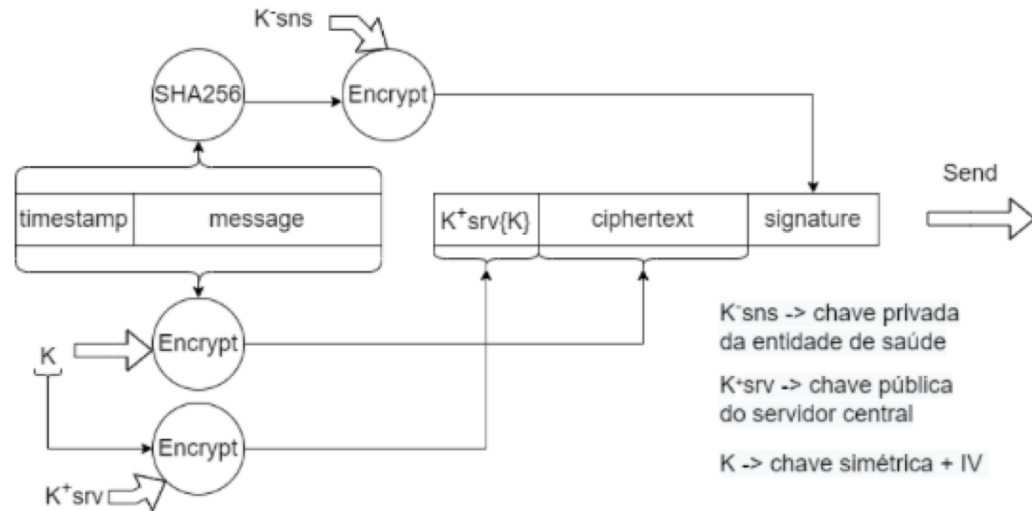 K⁻sns
SHA256
Encrypt
Send
timestamp
message
K⁺srv{K}
ciphertext
signature
K
Encrypt
Encrypt
K⁺srv
K⁻sns -> chave privada
da entidade de saúde
K⁺srv -> chave pública
do servidor central
K -> chave simétrica + IV